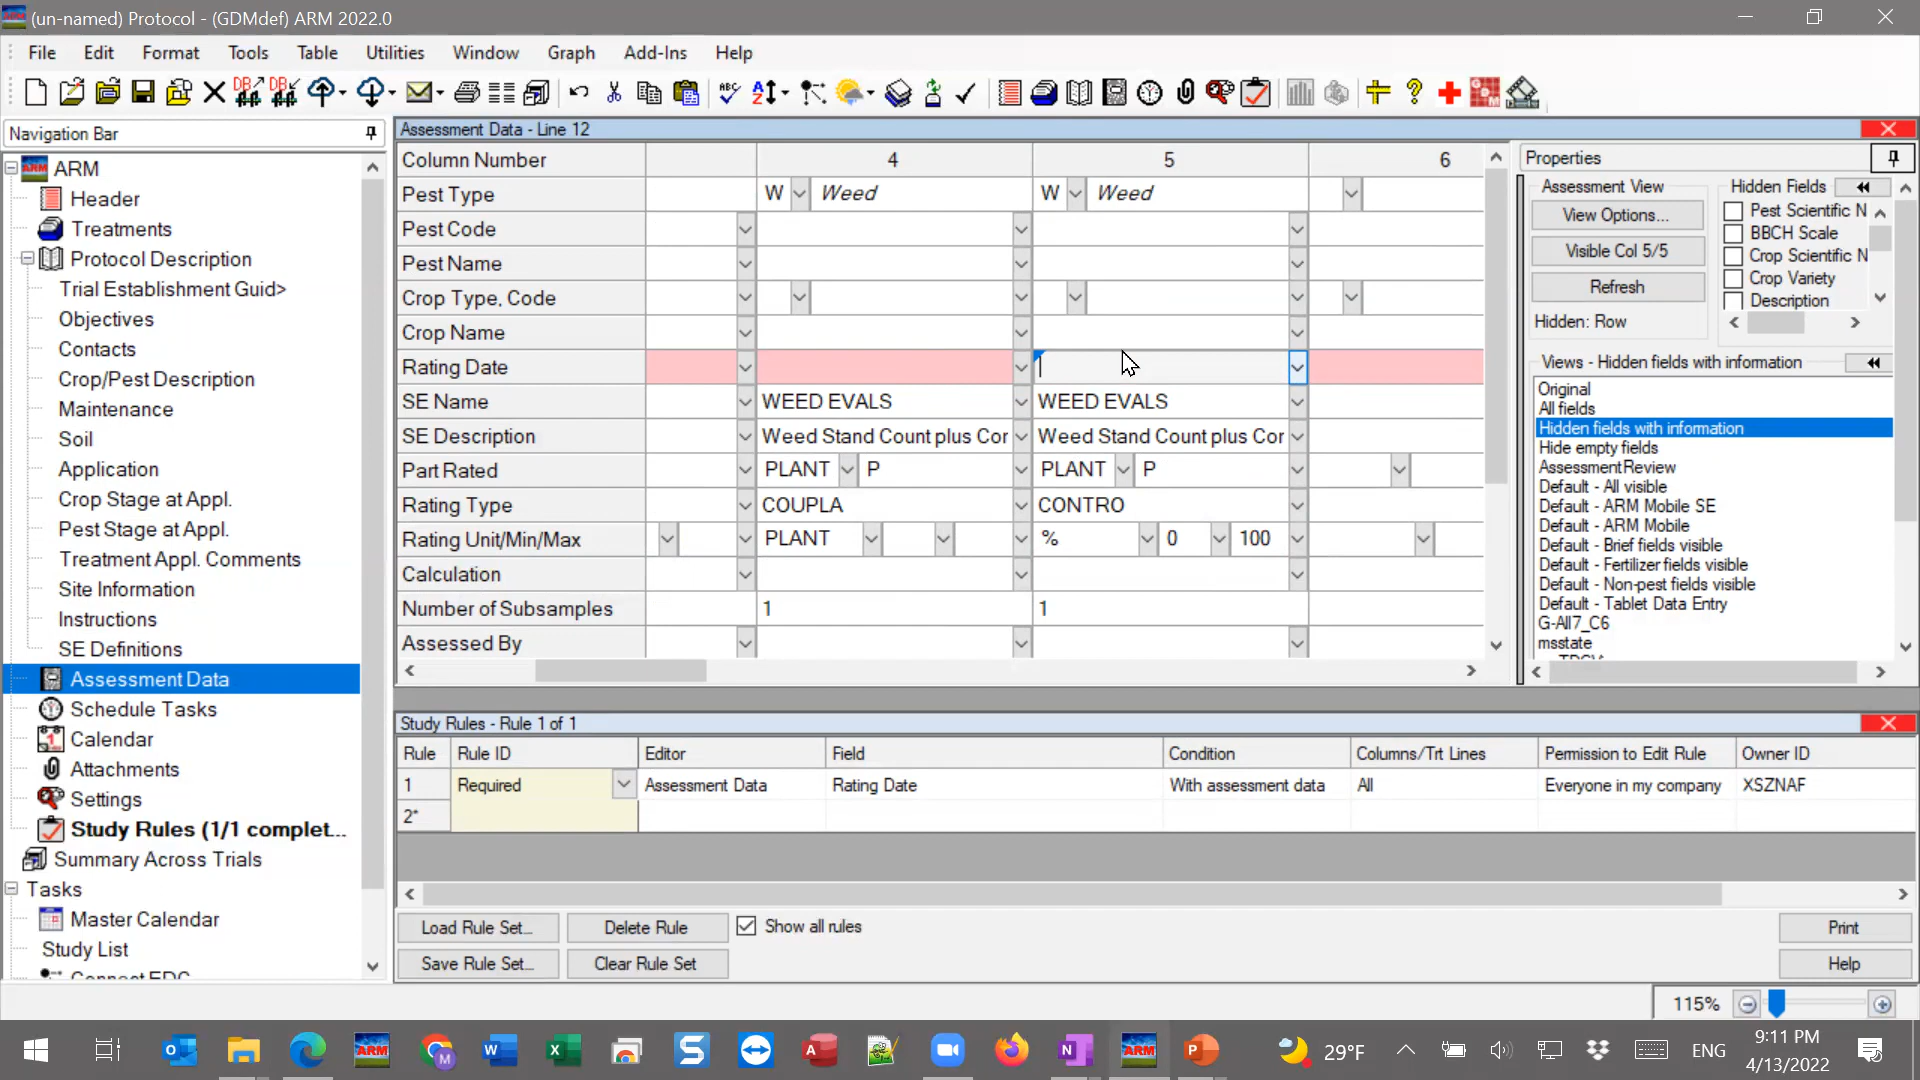 (un-named) Protocol - (GDMdef) ARM 2022.0
File Edit Format Tools Table Utilities Window Graph Add-Ins Help
Navigation Bar
ARM
Header
Treatments
Protocol Description
Trial Establishment Guid>
Objectives
Contacts
Crop/Pest Description
Maintenance
Soil
Application
Crop Stage at Appl.
Pest Stage at Appl.
Treatment Appl. Comments
Site Information
Instructions
SE Definitions
Assessment Data
Schedule Tasks
Calendar
Attachments
Settings
Study Rules (1/1 complet...
Summary Across Trials
Tasks
Master Calendar
Study List
Connect EDC
Assessment Data - Line 12
Column Number 4 5 6
Pest Type W Weed W Weed
Pest Code
Pest Name
Crop Type, Code
Crop Name
Rating Date
SE Name WEED EVALS WEED EVALS
SE Description Weed Stand Count plus Cor Weed Stand Count plus Cor
Part Rated PLANT P PLANT P
Rating Type COUPLA CONTRO
Rating Unit/Min/Max PLANT % 0 100
Calculation
Number of Subsamples 1 1
Assessed By
Properties
Assessment View
View Options...
Visible Col 5/5
Refresh
Hidden: Row
Hidden Fields
Pest Scientific N
BBCH Scale
Crop Scientific N
Crop Variety
Description
Views - Hidden fields with information
Original
All fields
Hidden fields with information
Hide empty fields
AssessmentReview
Default - All visible
Default - ARM Mobile SE
Default - ARM Mobile
Default - Brief fields visible
Default - Fertilizer fields visible
Default - Non-pest fields visible
Default - Tablet Data Entry
G-All7_C6
msstate
Study Rules - Rule 1 of 1
Rule Rule ID Editor Field Condition Columns/Trt Lines Permission to Edit Rule Owner ID
1 Required Assessment Data Rating Date With assessment data All Everyone in my company XSZNAF
2*
Load Rule Set... Delete Rule Show all rules Print
Save Rule Set... Clear Rule Set Help
115%
29°F ENG 9:11 PM
4/13/2022